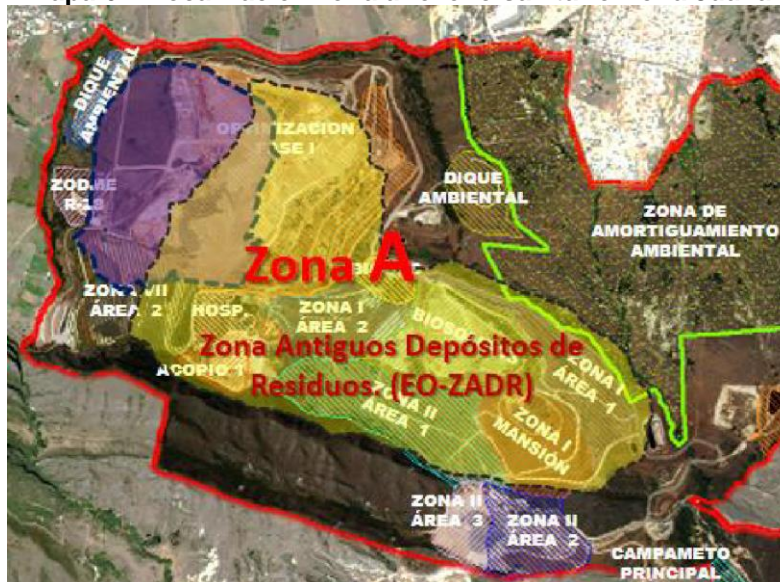 DIQUE
AMBIENTAL
OPTIMIZACION
FASE I
ZODME
R-10
DIQUE
AMBIENTAL
ZONA DE
AMORTIGUAMIENTO
AMBIENTAL
Zona A
ZONA VII
ÁREA 2
HOSP.
ZONA I
ÁREA 2
ZONA I
ÁREA 1
Zona Antiguos Depósitos de
Residuos. (EO-ZADR)
ACOPIO 1
ZONA II
ÁREA 1
ZONA I
MANSIÓN
ZONA II
ÁREA 3
ZONA II
ÁREA 2
CAMPAMETO
PRINCIPAL